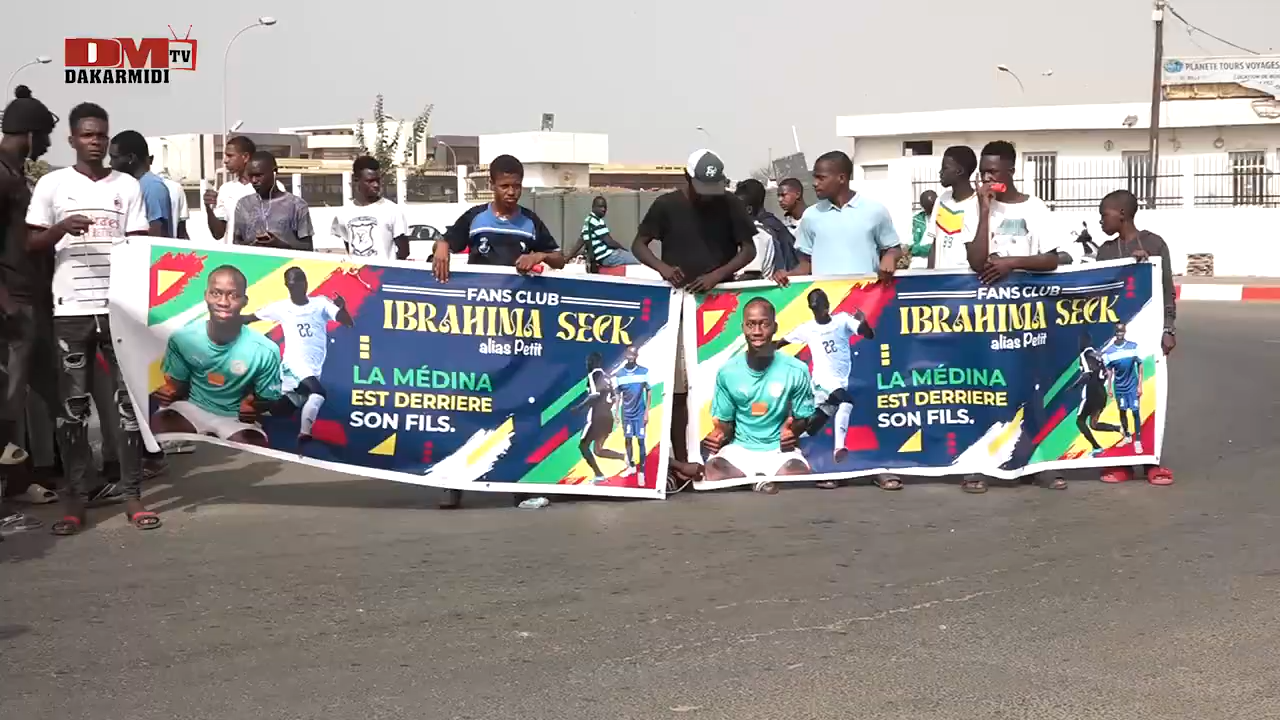 DM TV
DAKARMIDI
PLANETE TOURS VOYAGES
FANS CLUB
IBRAHIMA SECK
alias Petit
LA MÉDINA
EST DERRIERE
SON FILS.
22
FANS CLUB
IBRAHIMA SECK
alias Petit
LA MÉDINA
EST DERRIERE
SON FILS.
22